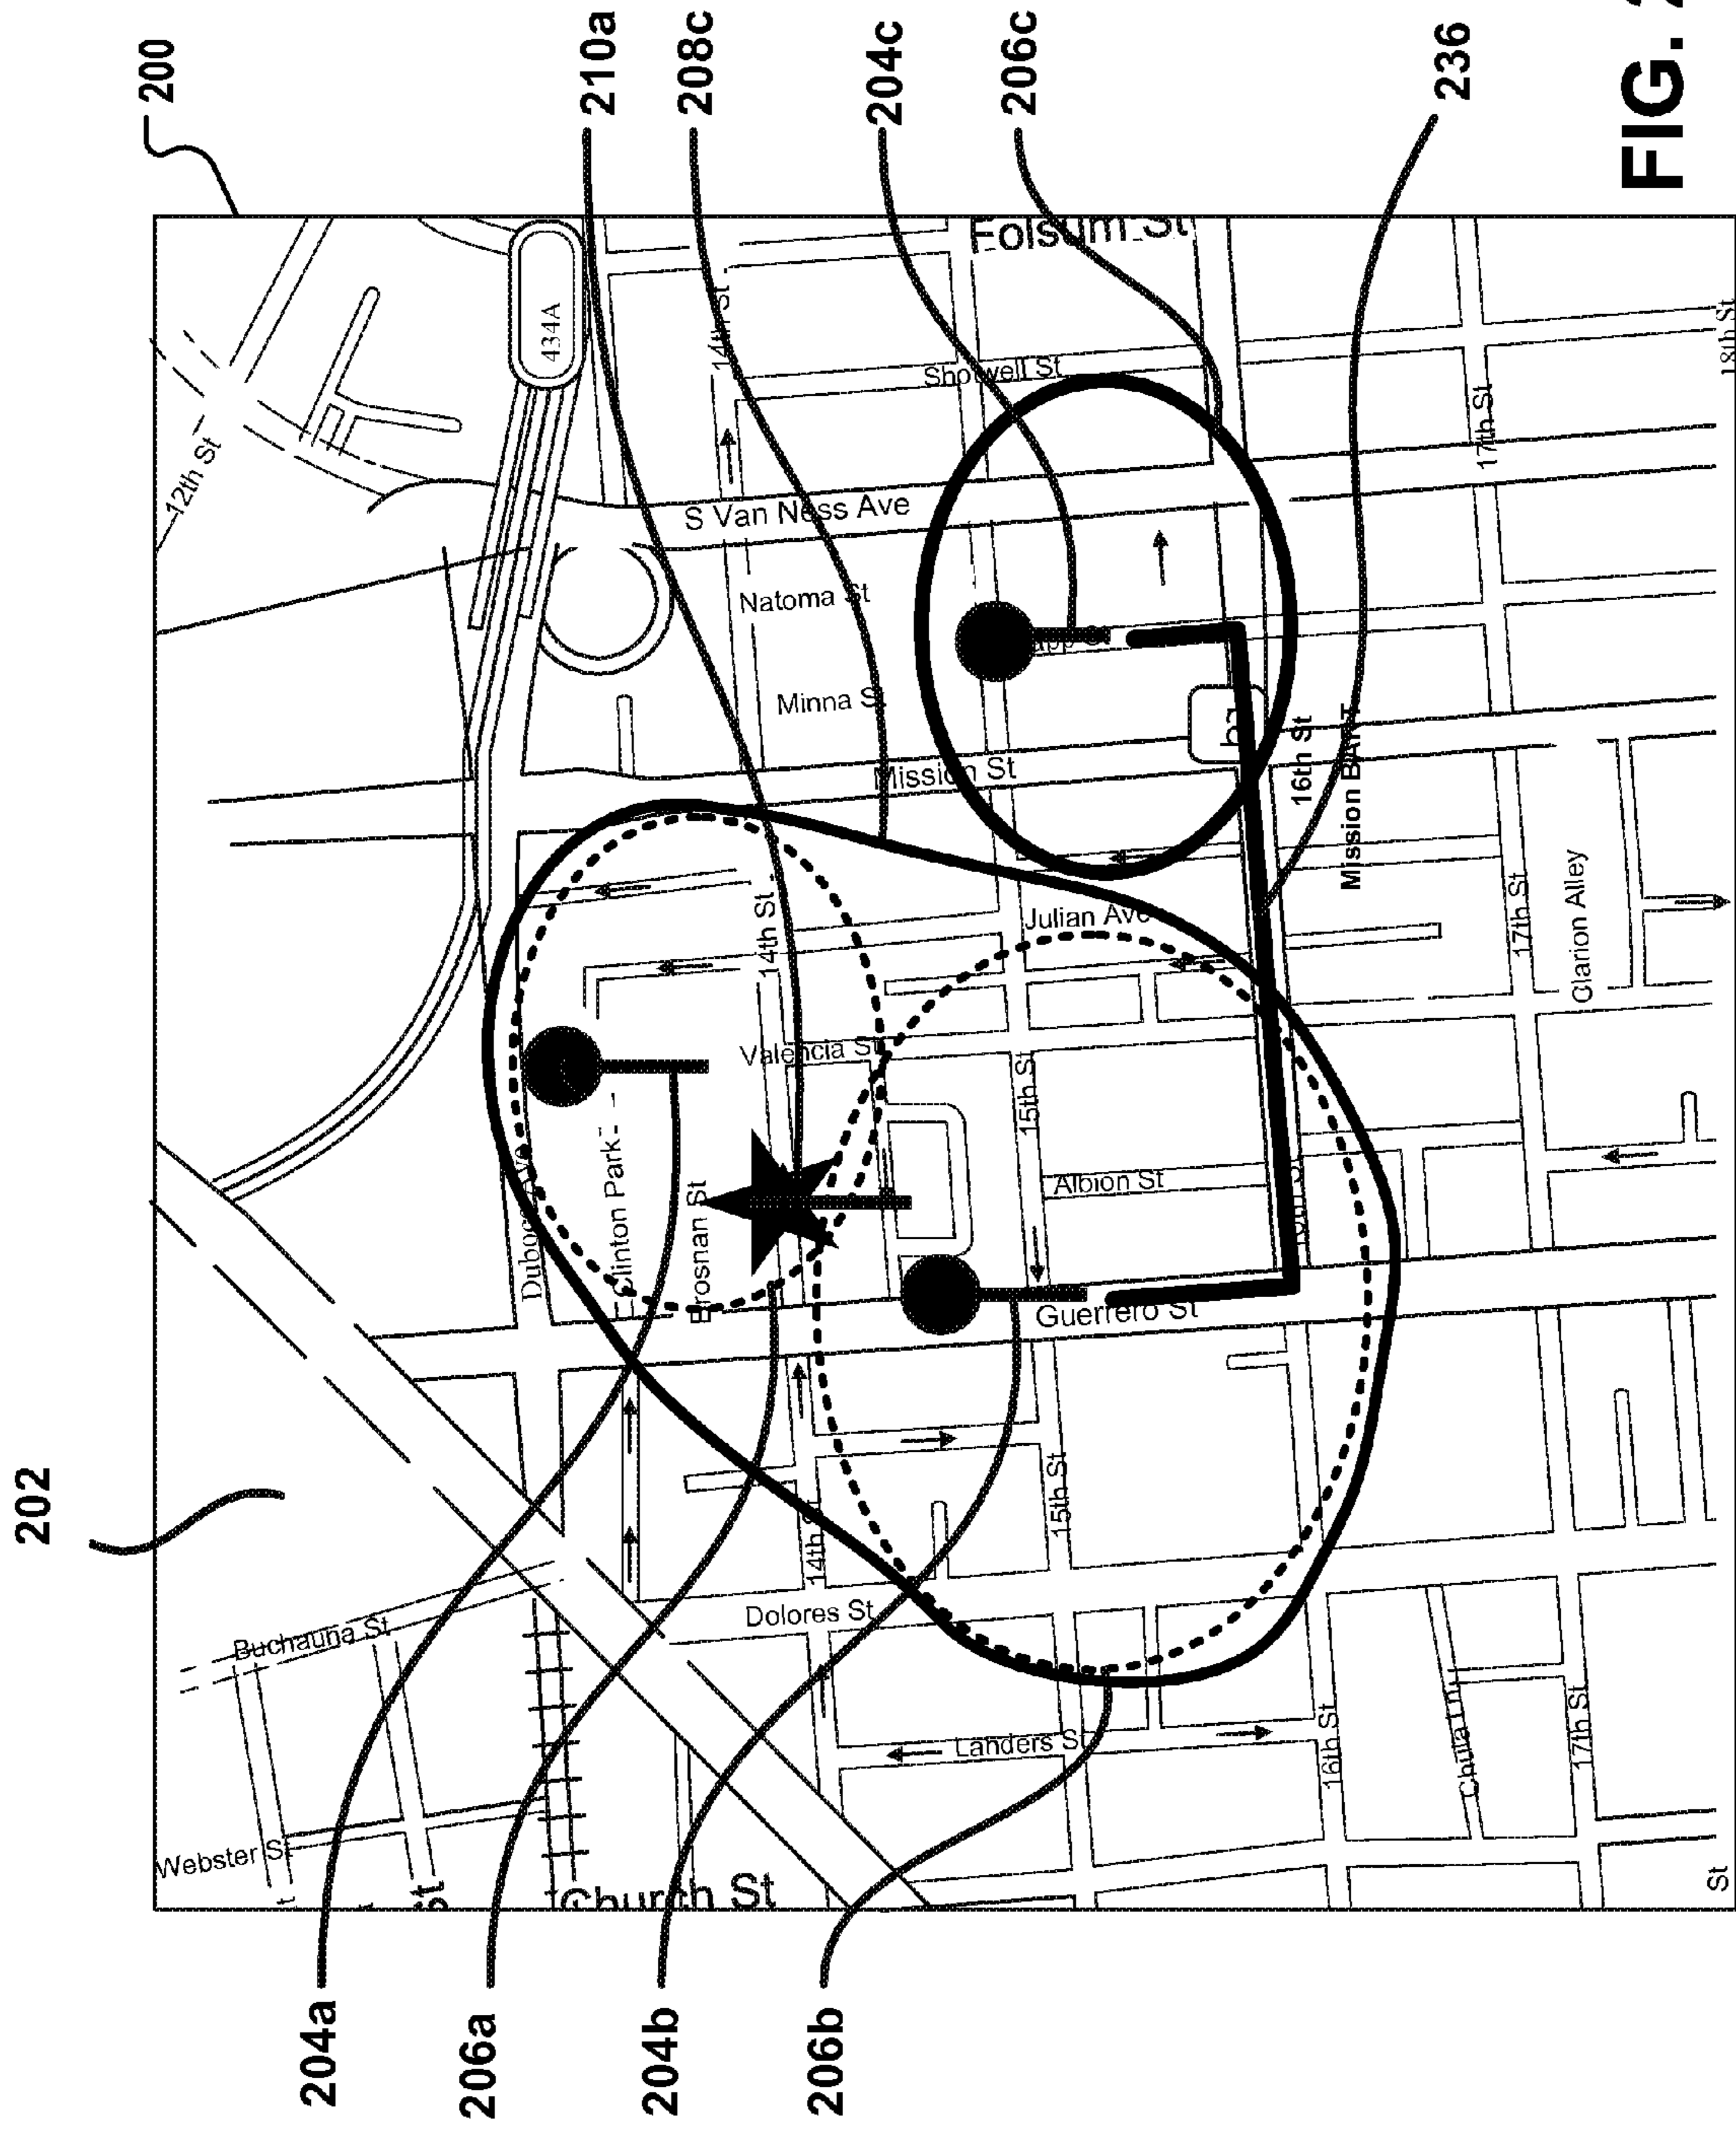 202
200
210a
208c
204c
206c
236
204a
206a
204b
206b
12th St
434A
Folsum St
14th St
Shotwell St
17th St
18th St
S Van Ness Ave
Natoma St
Minna St
Mission St
16th St
Mission BART
Julian Ave
14th St
17th St
Clarion Alley
Valencia St
15th St
Clinton Park
Brosnan St
Albion St
Guerrero St
14th St
15th St
Dolores St
Buchauna St
Landers St
16th St
Chula Ln
17th St
Webster St
Church St
St
St
FIG.